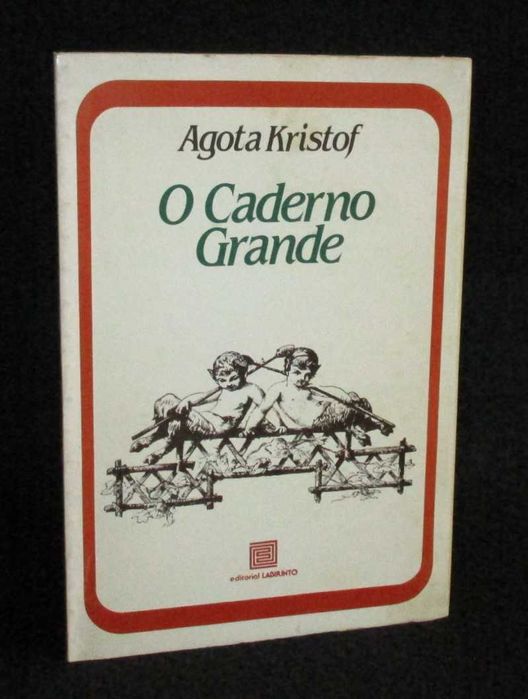 Agota Kristof
O Caderno
Grande
editorial LABIRINTO